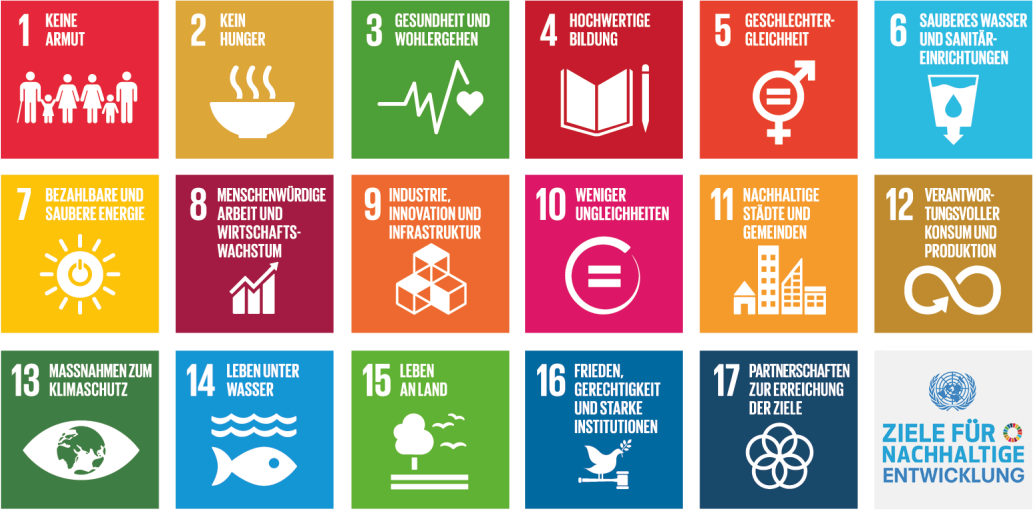 1 KEINE
ARMUT
2 KEIN
HUNGER
3 GESUNDHEIT UND
WOHLERGEHEN
4 HOCHWERTIGE
BILDUNG
5 GESCHLECHTER-
GLEICHHEIT
6 SAUBERES WASSER
UND SANITÄR-
EINRICHTUNGEN
7 BEZAHLBARE UND
SAUBERE ENERGIE
8 MENSCHENWÜRDIGE
ARBEIT UND
WIRTSCHAFTS-
WACHSTUM
9 INDUSTRIE,
INNOVATION UND
INFRASTRUKTUR
10 WENIGER
UNGLEICHHEITEN
11 NACHHALTIGE
STÄDTE UND
GEMEINDEN
12 VERANTWOR-
TUNGSVOLLER
KONSUM UND
PRODUKTION
13 MASSNAHMEN ZUM
KLIMASCHUTZ
14 LEBEN UNTER
WASSER
15 LEBEN
AN LAND
16 FRIEDEN,
GERECHTIGKEIT
UND STARKE
INSTITUTIONEN
17 PARTNERSCHAFTEN
ZUR ERREICHUNG
DER ZIELE
ZIELE FÜR
NACHHALTIGE
ENTWICKLUNG